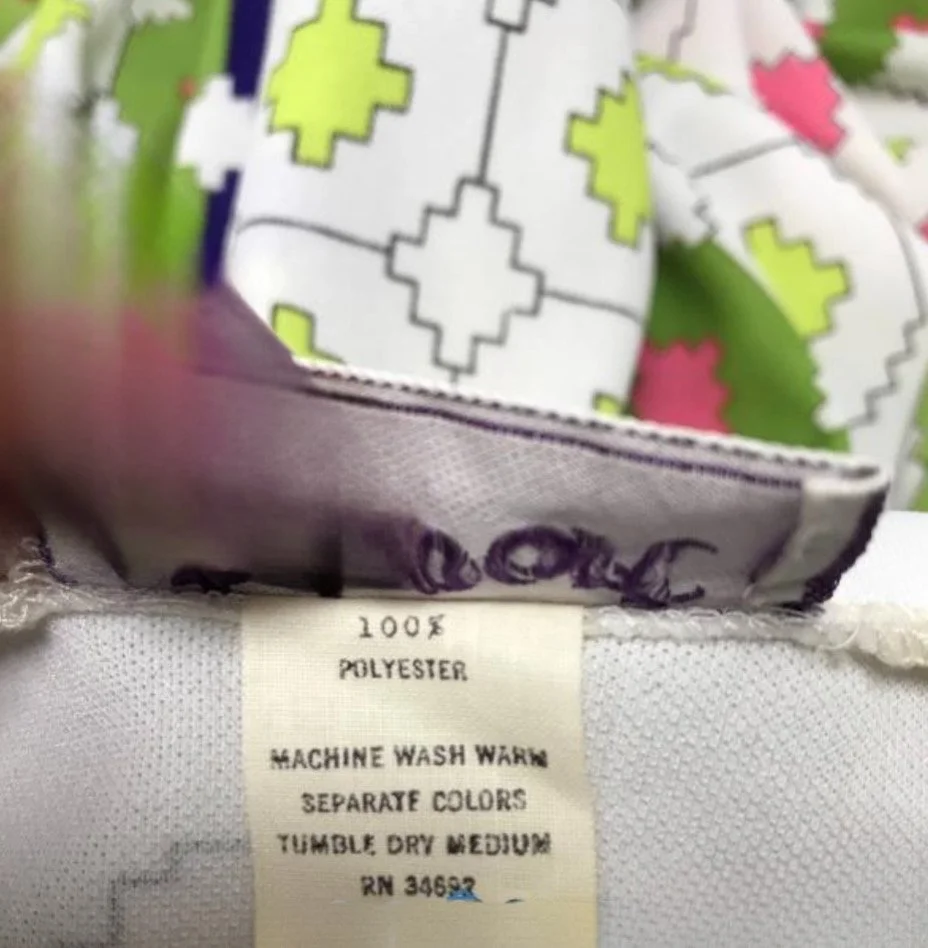 100%
POLYESTER
MACHINE WASH WARM
SEPARATE COLORS
TUMBLE DRY MEDIUM
RN 34692